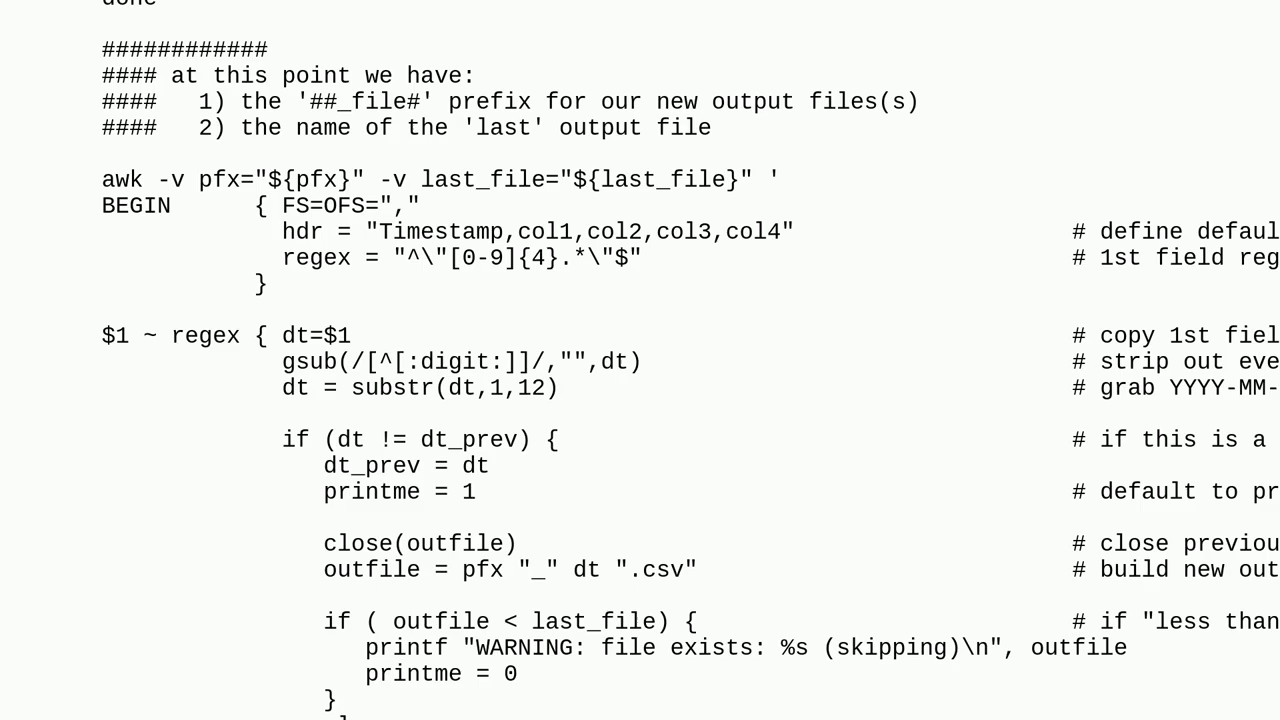 done
############
#### at this point we have:
####   1) the '##_file#' prefix for our new output files(s)
####   2) the name of the 'last' output file
awk -v pfx="${pfx}" -v last_file="${last_file}" '
BEGIN      { FS=OFS=","
             hdr = "Timestamp,col1,col2,col3,col4"                    # define defaul
             regex = "^\"[0-9]{4}.*\"$"                               # 1st field reg
           }
$1 ~ regex { dt=$1                                                    # copy 1st fiel
             gsub(/[^[:digit:]]/,"",dt)                               # strip out eve
             dt = substr(dt,1,12)                                     # grab YYYY-MM-
             if (dt != dt_prev) {                                     # if this is a
                dt_prev = dt
                printme = 1                                           # default to pr
                close(outfile)                                        # close previou
                outfile = pfx "_" dt ".csv"                           # build new out
                if ( outfile < last_file) {                           # if "less than
                   printf "WARNING: file exists: %s (skipping)\n", outfile
                   printme = 0
                }